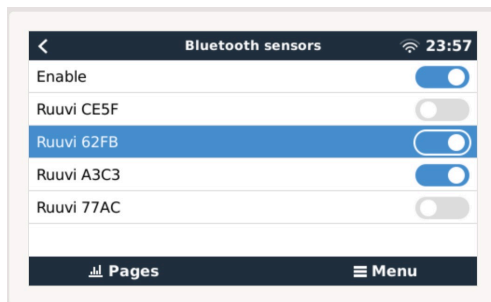 Bluetooth sensors 23:57
Enable
Ruuvi CE5F
Ruuvi 62FB
Ruuvi A3C3
Ruuvi 77AC
Pages Menu